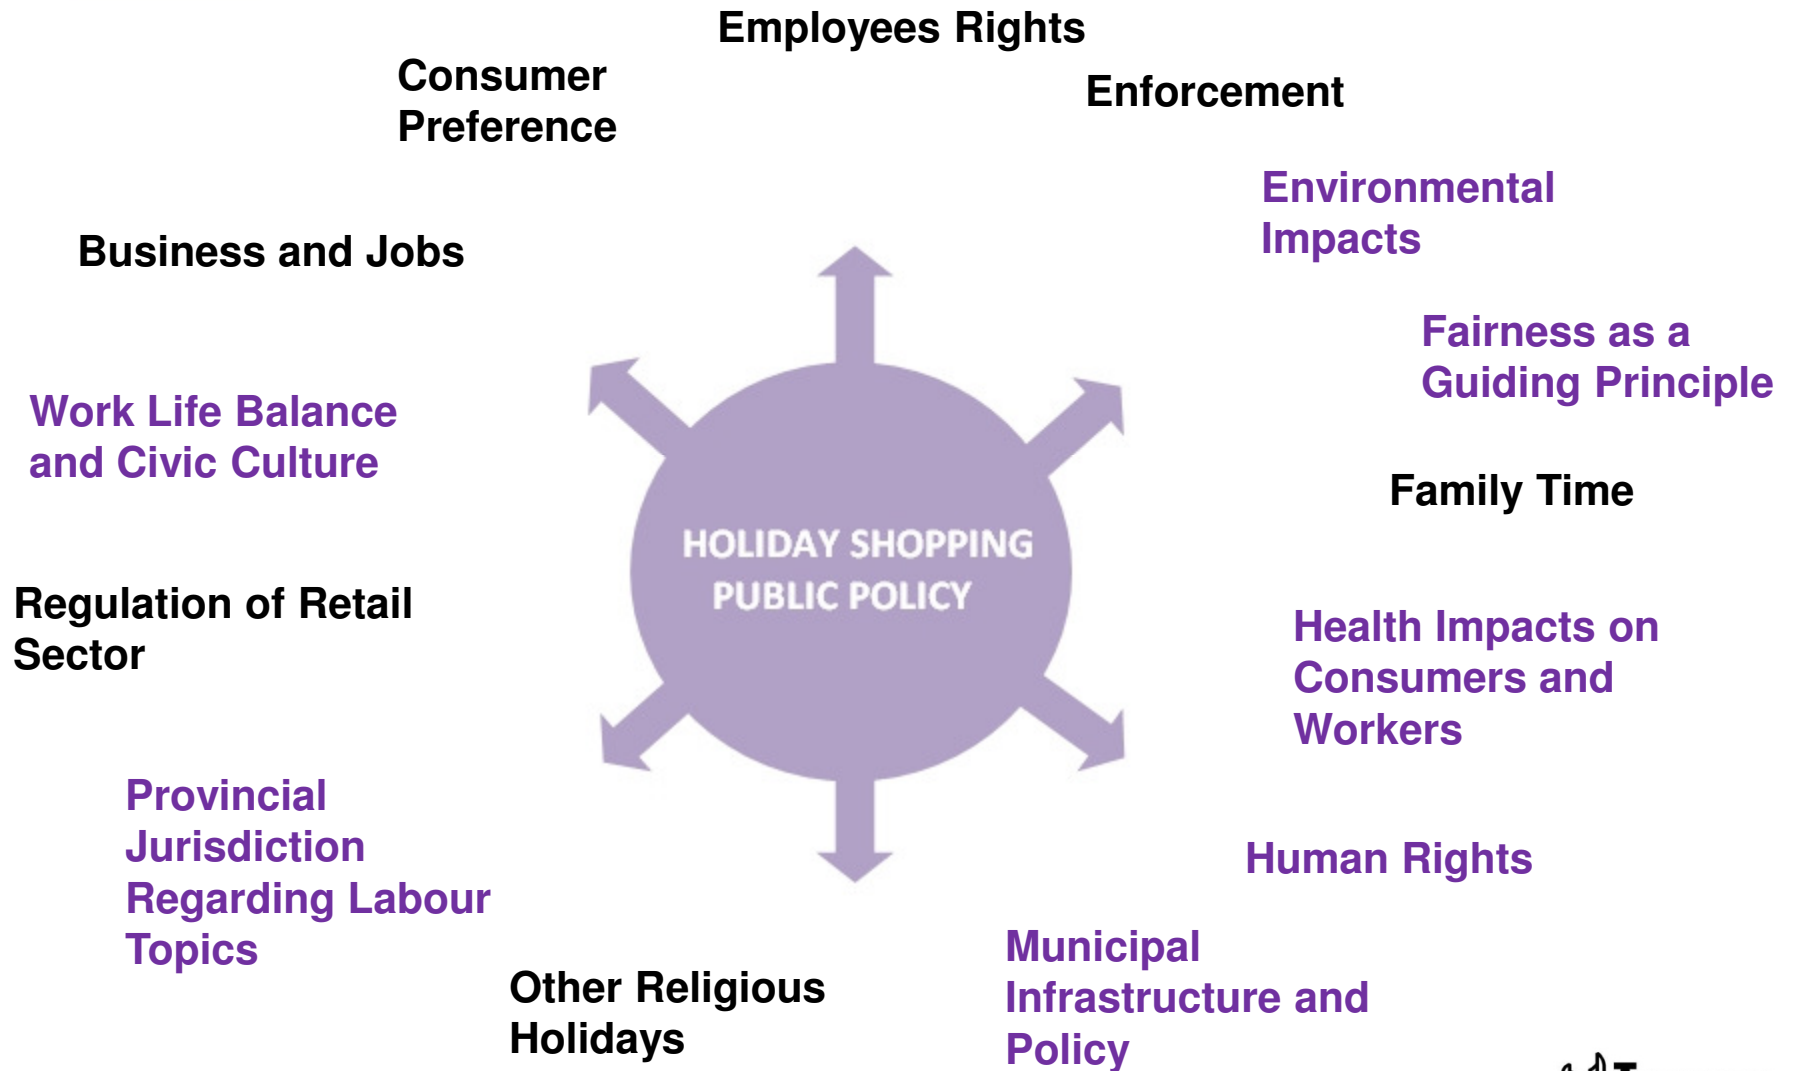 Employees Rights
Consumer
Preference
Enforcement
Environmental
Impacts
Business and Jobs
Fairness as a
Guiding Principle
Work Life Balance
and Civic Culture
Family Time
HOLIDAY SHOPPING
PUBLIC POLICY
Regulation of Retail
Sector
Health Impacts on
Consumers and
Workers
Provincial
Jurisdiction
Regarding Labour
Topics
Human Rights
Municipal
Infrastructure and
Policy
Other Religious
Holidays